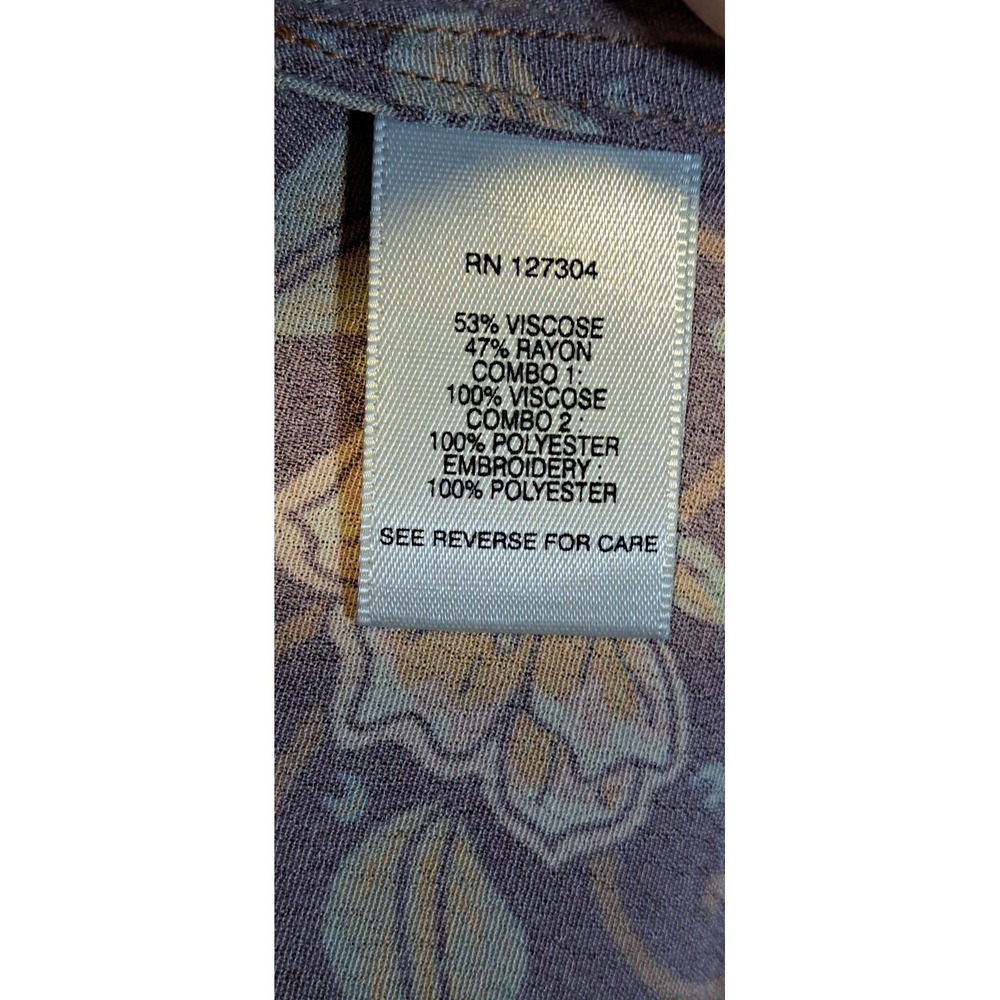 RN 127304
53% VISCOSE
47% RAYON
COMBO 1:
100% VISCOSE
COMBO 2 :
100% POLYESTER
EMBROIDERY :
100% POLYESTER
SEE REVERSE FOR CARE